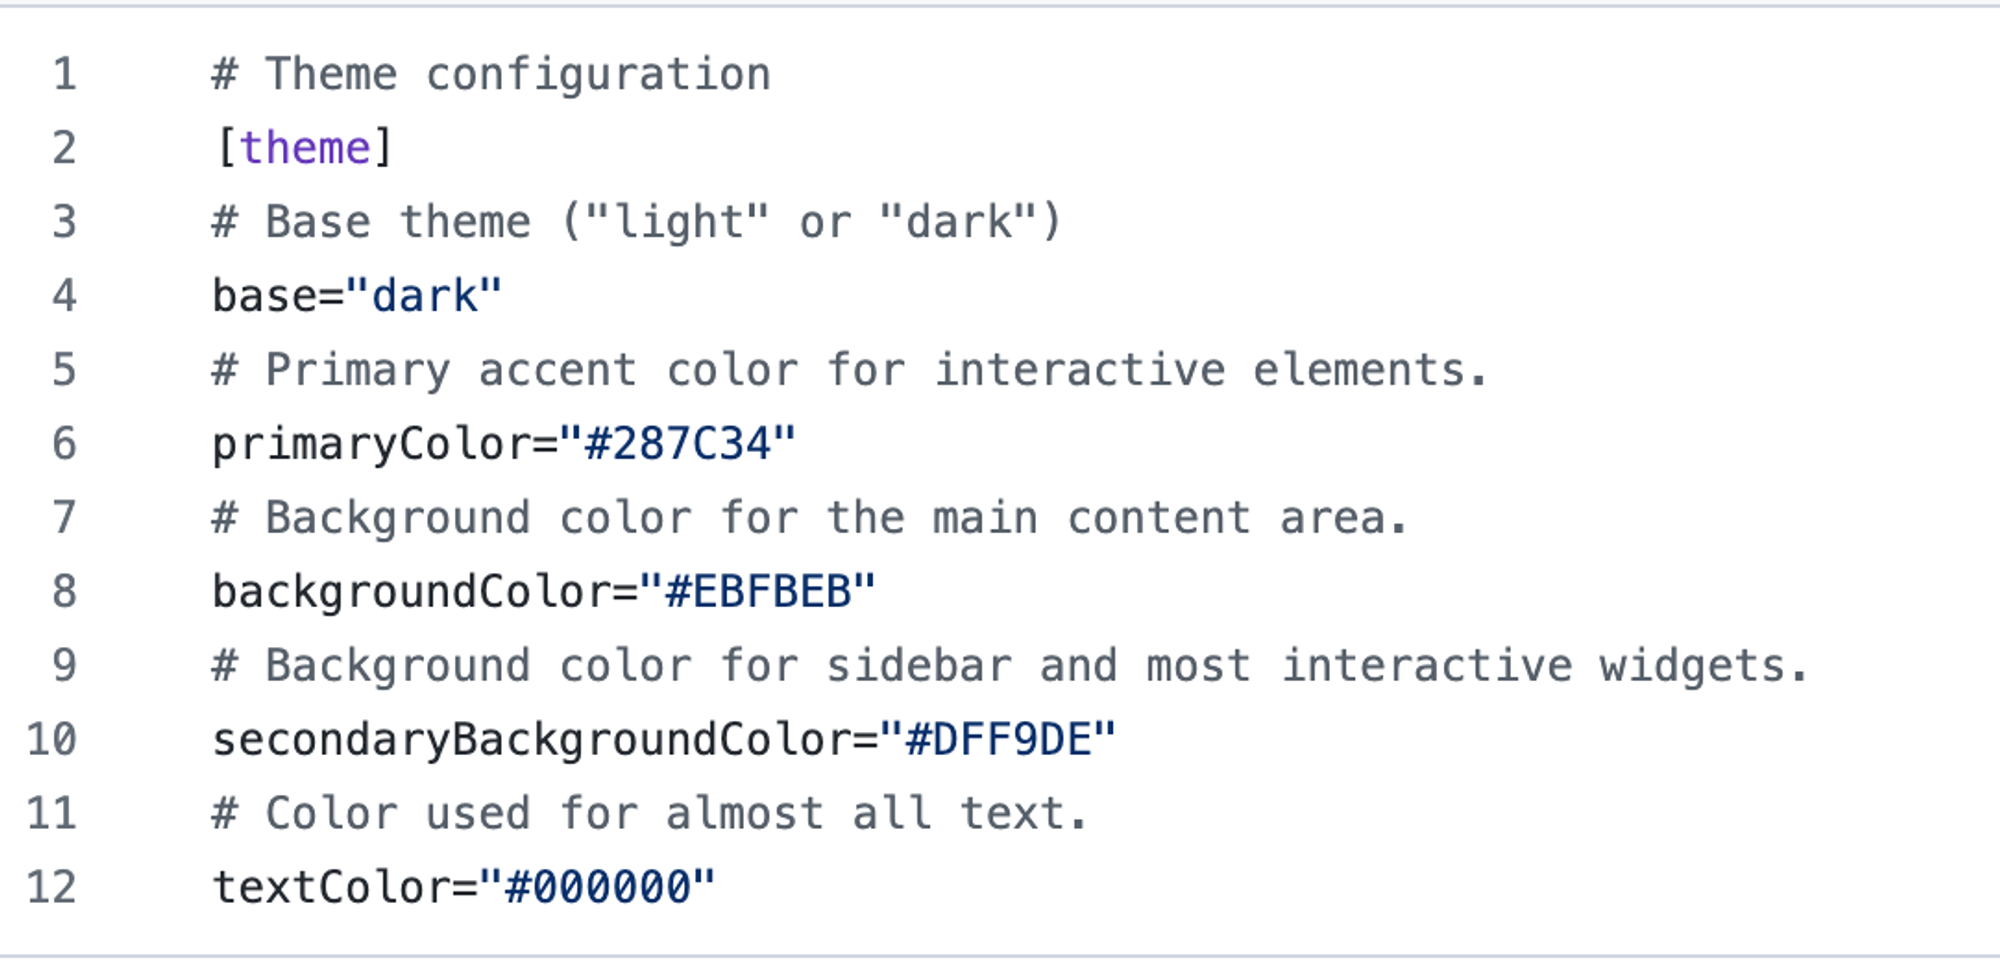 1 # Theme configuration
2 [theme]
3 # Base theme ("light" or "dark")
4 base="dark"
5 # Primary accent color for interactive elements.
6 primaryColor="#287C34"
7 # Background color for the main content area.
8 backgroundColor="#EBFBEB"
9 # Background color for sidebar and most interactive widgets.
10 secondaryBackgroundColor="#DFF9DE"
11 # Color used for almost all text.
12 textColor="#000000"